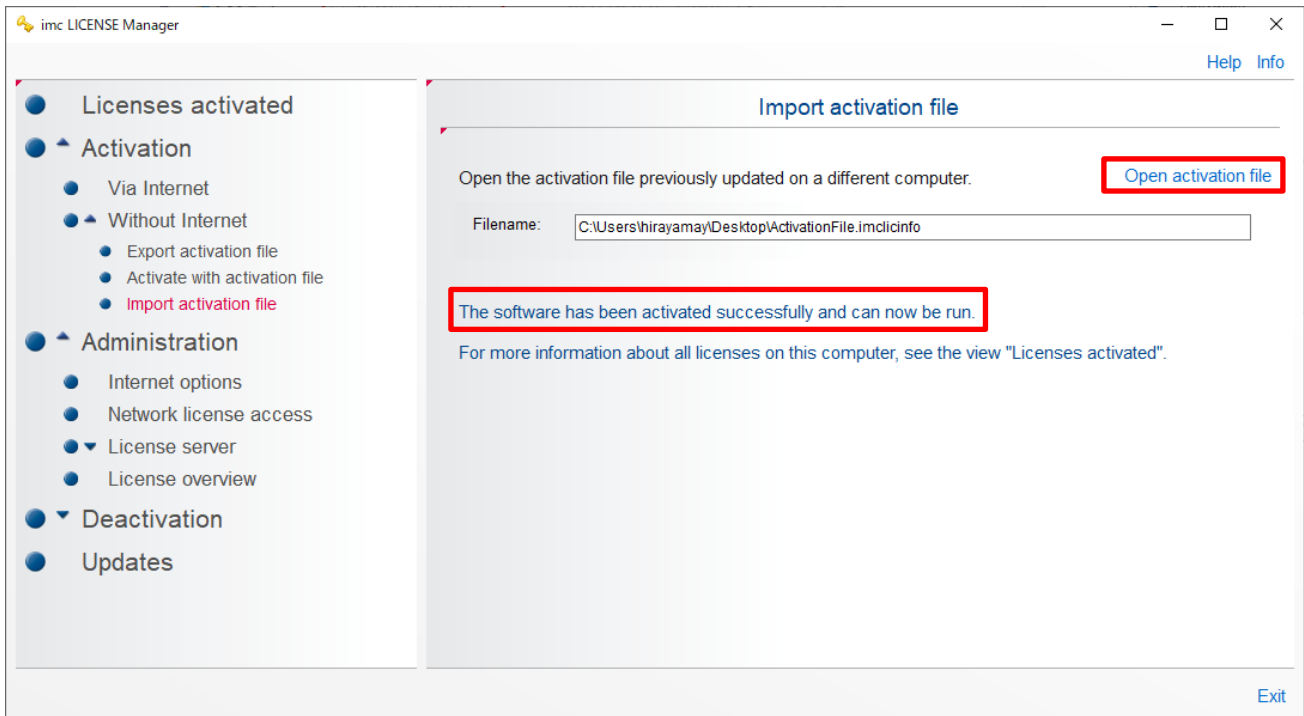 imc LICENSE Manager
Help Info
Licenses activated
Activation
Via Internet
Without Internet
Export activation file
Activate with activation file
Import activation file
Administration
Internet options
Network license access
License server
License overview
Deactivation
Updates
Import activation file
Open the activation file previously updated on a different computer.
Open activation file
Filename:
C:\Users\hirayamay\Desktop\ActivationFile.imclicinfo
The software has been activated successfully and can now be run.
For more information about all licenses on this computer, see the view "Licenses activated".
Exit